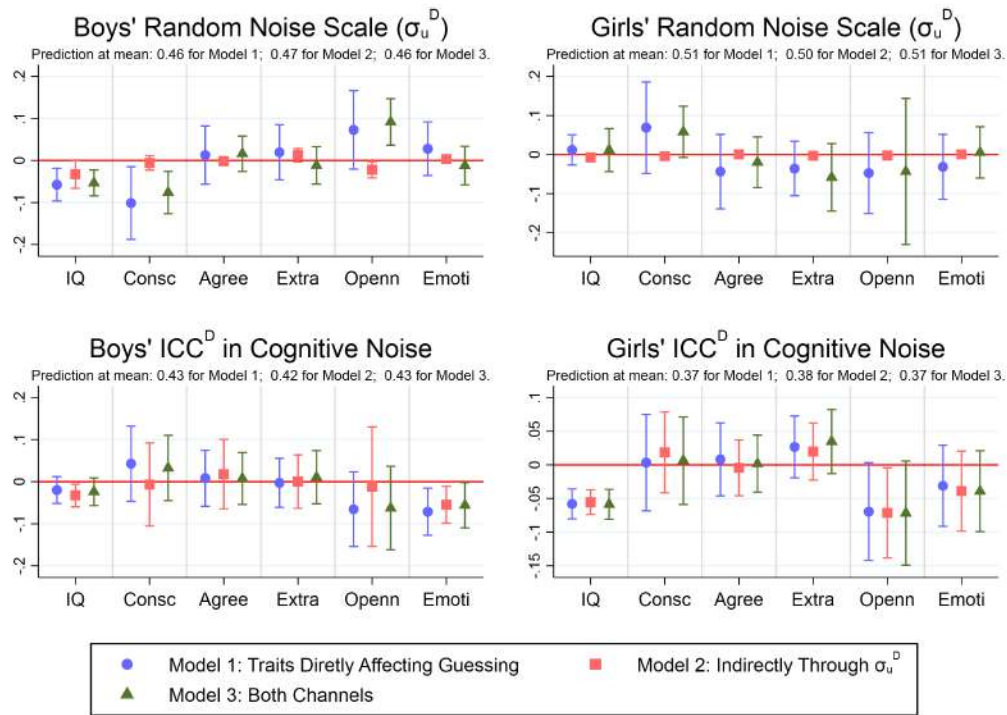 Boys' Random Noise Scale (σᵤᴰ)
Prediction at mean: 0.46 for Model 1; 0.47 for Model 2; 0.46 for Model 3.
.2
.1
0
-.1
-.2
IQ Consc Agree Extra Openn Emoti
Girls' Random Noise Scale (σᵤᴰ)
Prediction at mean: 0.51 for Model 1; 0.50 for Model 2; 0.51 for Model 3.
.2
.1
0
-.1
-.2
IQ Consc Agree Extra Openn Emoti
Boys' ICCᴰ in Cognitive Noise
Prediction at mean: 0.43 for Model 1; 0.42 for Model 2; 0.43 for Model 3.
.2
.1
0
-.1
-.2
IQ Consc Agree Extra Openn Emoti
Girls' ICCᴰ in Cognitive Noise
Prediction at mean: 0.37 for Model 1; 0.38 for Model 2; 0.37 for Model 3.
.1
.05
0
-.05
-.1
-.15
IQ Consc Agree Extra Openn Emoti
Model 1: Traits Diretly Affecting Guessing
Model 2: Indirectly Through σᵤᴰ
Model 3: Both Channels